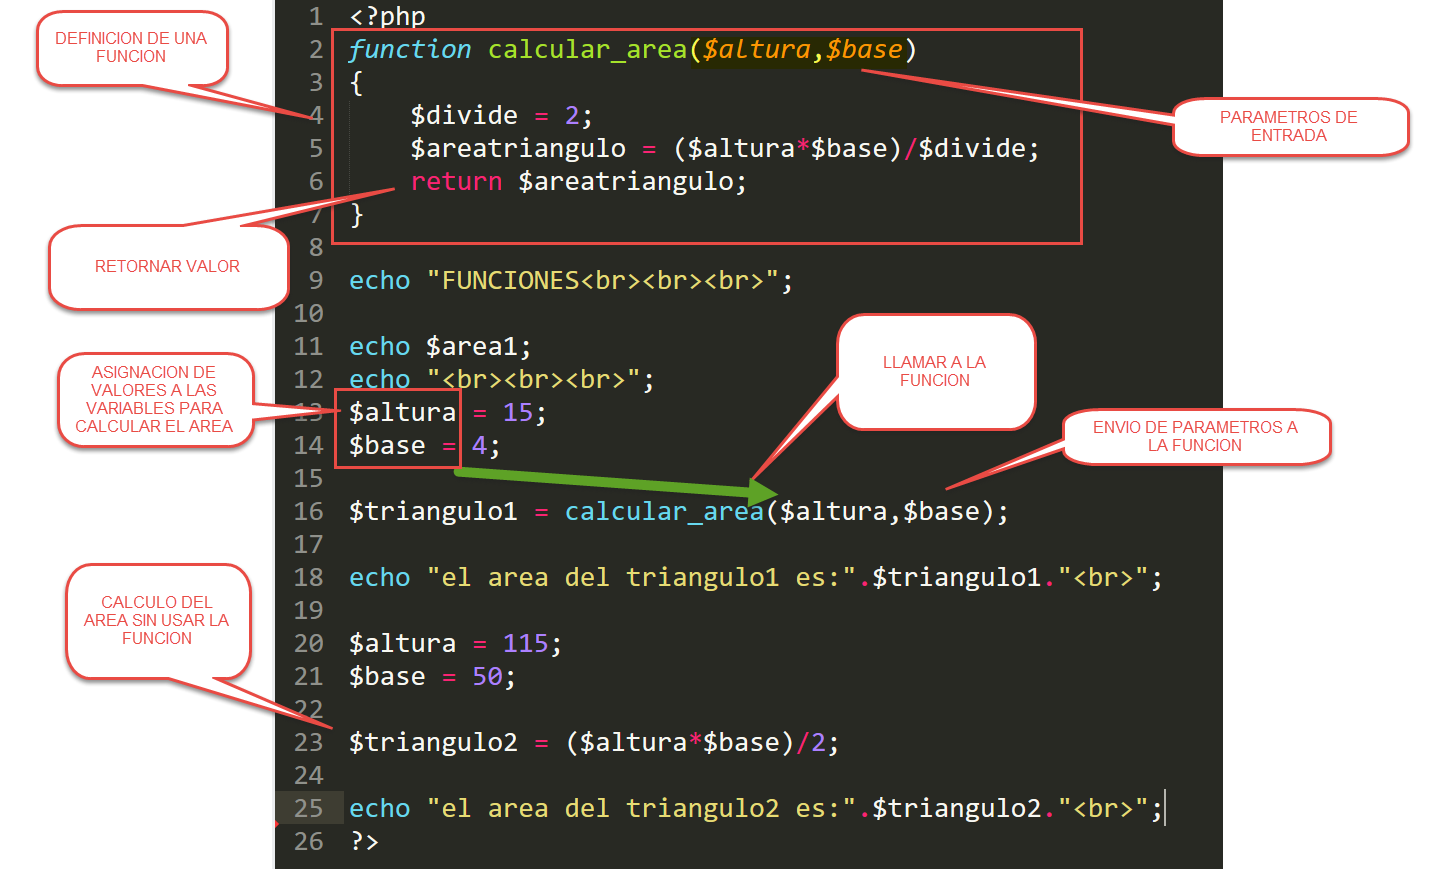 DEFINICION DE UNA
FUNCION
PARAMETROS DE
ENTRADA
RETORNAR VALOR
ASIGNACION DE
VALORES A LAS
VARIABLES PARA
CALCULAR EL AREA
LLAMAR A LA
FUNCION
ENVIO DE PARAMETROS A
LA FUNCION
CALCULO DEL
AREA SIN USAR LA
FUNCION
1 <?php
2 function calcular_area($altura,$base)
3 {
4     $divide = 2;
5     $areatriangulo = ($altura*$base)/$divide;
6     return $areatriangulo;
7 }
8
9 echo "FUNCIONES<br><br><br>";
10
11 echo $area1;
12 echo "<br><br><br>";
13 $altura = 15;
14 $base = 4;
15
16 $triangulo1 = calcular_area($altura,$base);
17
18 echo "el area del triangulo1 es:".$triangulo1."<br>";
19
20 $altura = 115;
21 $base = 50;
22
23 $triangulo2 = ($altura*$base)/2;
24
25 echo "el area del triangulo2 es:".$triangulo2."<br>";
26 ?>